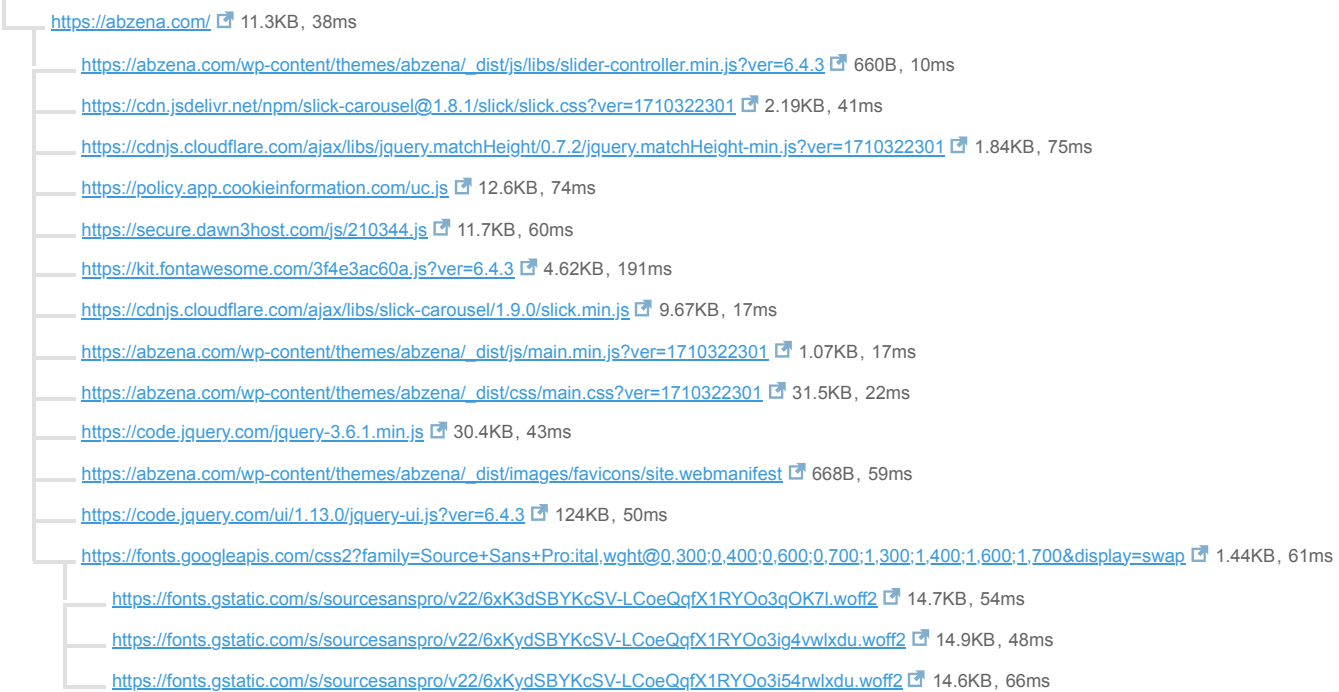 https://abzena.com/ 11.3KB, 38ms
https://abzena.com/wp-content/themes/abzena/_dist/js/libs/slider-controller.min.js?ver=6.4.3 660B, 10ms
https://cdn.jsdelivr.net/npm/slick-carousel@1.8.1/slick/slick.css?ver=1710322301 2.19KB, 41ms
https://cdnjs.cloudflare.com/ajax/libs/jquery.matchHeight/0.7.2/jquery.matchHeight-min.js?ver=1710322301 1.84KB, 75ms
https://policy.app.cookieinformation.com/uc.js 12.6KB, 74ms
https://secure.dawn3host.com/js/210344.js 11.7KB, 60ms
https://kit.fontawesome.com/3f4e3ac60a.js?ver=6.4.3 4.62KB, 191ms
https://cdnjs.cloudflare.com/ajax/libs/slick-carousel/1.9.0/slick.min.js 9.67KB, 17ms
https://abzena.com/wp-content/themes/abzena/_dist/js/main.min.js?ver=1710322301 1.07KB, 17ms
https://abzena.com/wp-content/themes/abzena/_dist/css/main.css?ver=1710322301 31.5KB, 22ms
https://code.jquery.com/jquery-3.6.1.min.js 30.4KB, 43ms
https://abzena.com/wp-content/themes/abzena/_dist/images/favicons/site.webmanifest 668B, 59ms
https://code.jquery.com/ui/1.13.0/jquery-ui.js?ver=6.4.3 124KB, 50ms
https://fonts.googleapis.com/css2?family=Source+Sans+Pro:ital,wght@0,300;0,400;0,600;0,700;1,300;1,400;1,600;1,700&display=swap 1.44KB, 61ms
https://fonts.gstatic.com/s/sourcesanspro/v22/6xK3dSBYKcSV-LCoeQqfX1RYOo3qOK7l.woff2 14.7KB, 54ms
https://fonts.gstatic.com/s/sourcesanspro/v22/6xKydSBYKcSV-LCoeQqfX1RYOo3ig4vwlxdu.woff2 14.9KB, 48ms
https://fonts.gstatic.com/s/sourcesanspro/v22/6xKydSBYKcSV-LCoeQqfX1RYOo3i54rwlxdu.woff2 14.6KB, 66ms